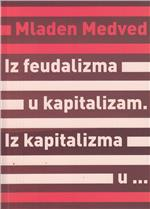 Mladen Medved
Iz feudalizma
u kapitalizam.
Iz kapitalizma
u ...